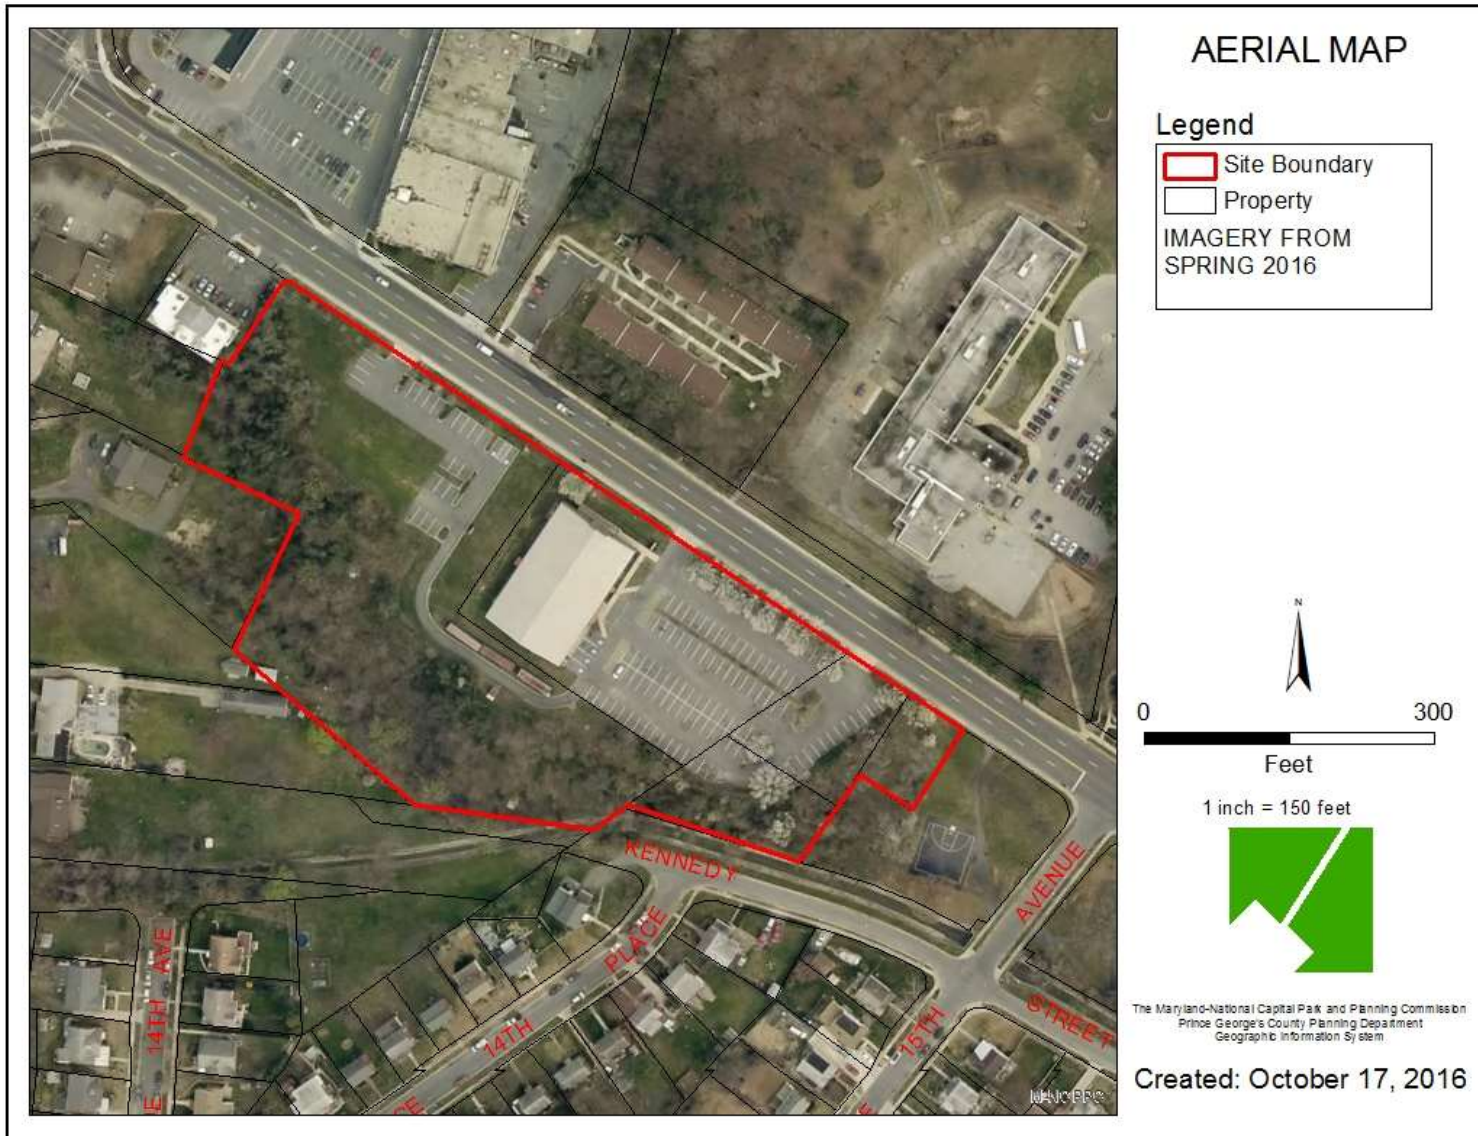 AERIAL MAP
Legend
Site Boundary
Property
IMAGERY FROM
SPRING 2016
N
0 300
Feet
1 inch = 150 feet
The Maryland-National Capital Park and Planning Commission
Prince George's County Planning Department
Geographic Information System
Created: October 17, 2016
KENNEDY
AVENUE
PLACE
14TH AVE
14TH
15TH
STREET
E
CE
E